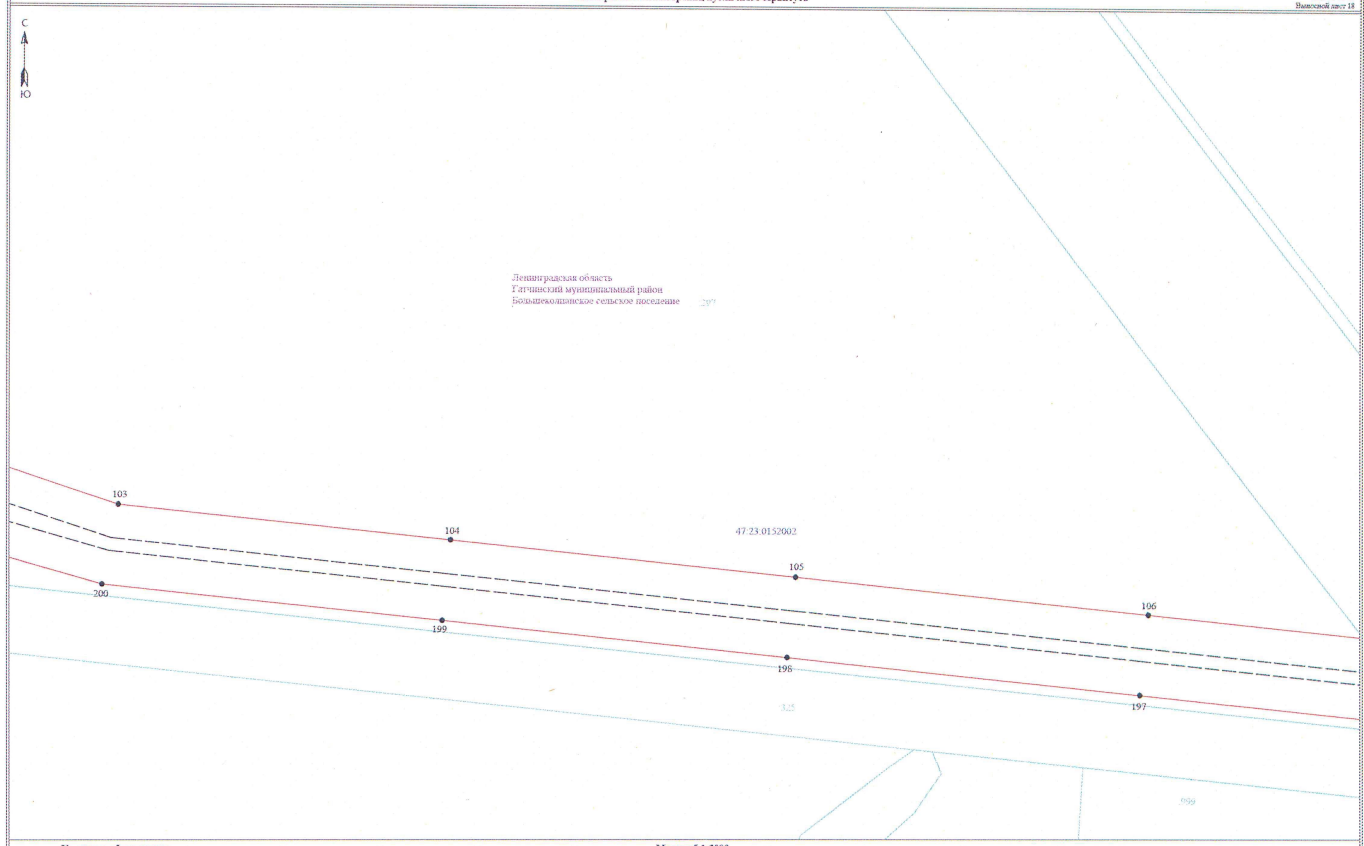 Выносной лист 18
С
Ю
Ленинградская область
Гатчинский муниципальный район
Большеколпанское сельское поселение
297
103
104
47:23:0152002
105
106
200
199
198
197
325
999